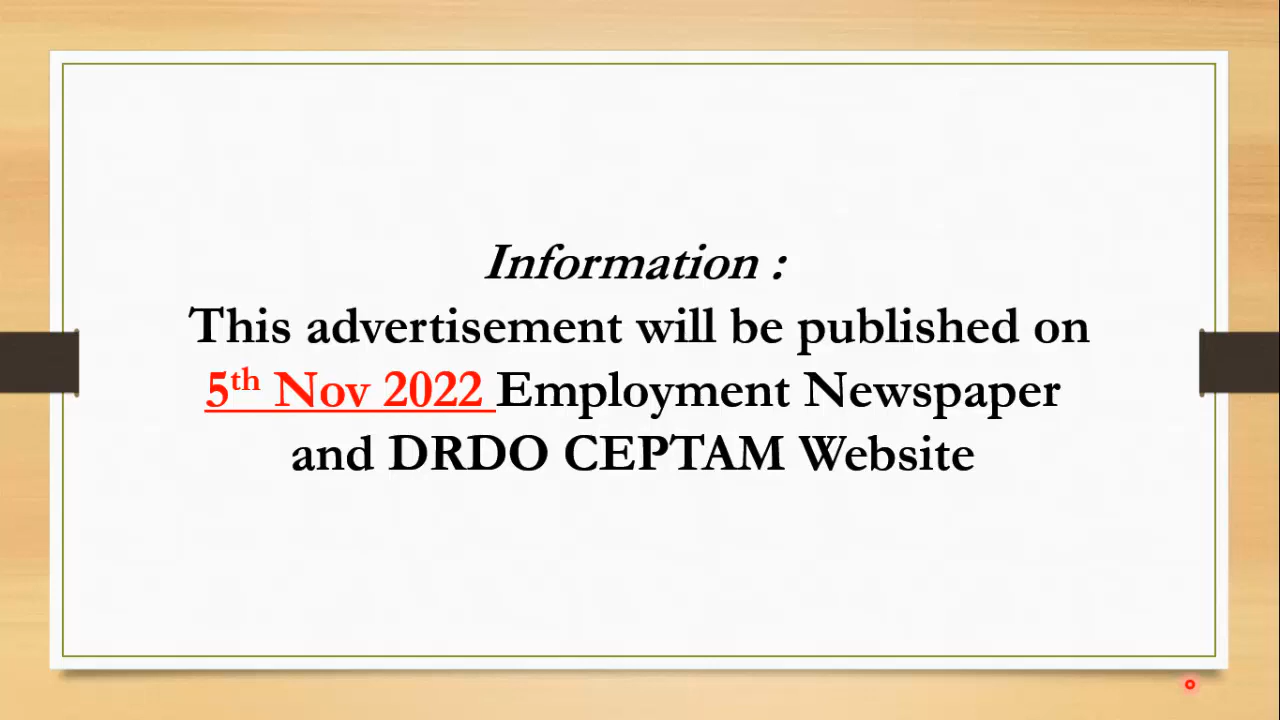 Information :
This advertisement will be published on
5th Nov 2022 Employment Newspaper
and DRDO CEPTAM Website